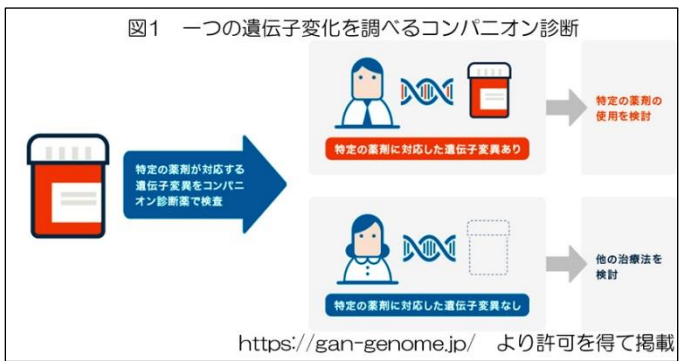 図1　一つの遺伝子変化を調べるコンパニオン診断
特定の薬剤が対応する
遺伝子変異をコンパニ
オン診断薬で検査
特定の薬剤に対応した遺伝子変異あり
特定の薬剤の
使用を検討
特定の薬剤に対応した遺伝子変異なし
他の治療法を
検討
https://gan-genome.jp/　より許可を得て掲載